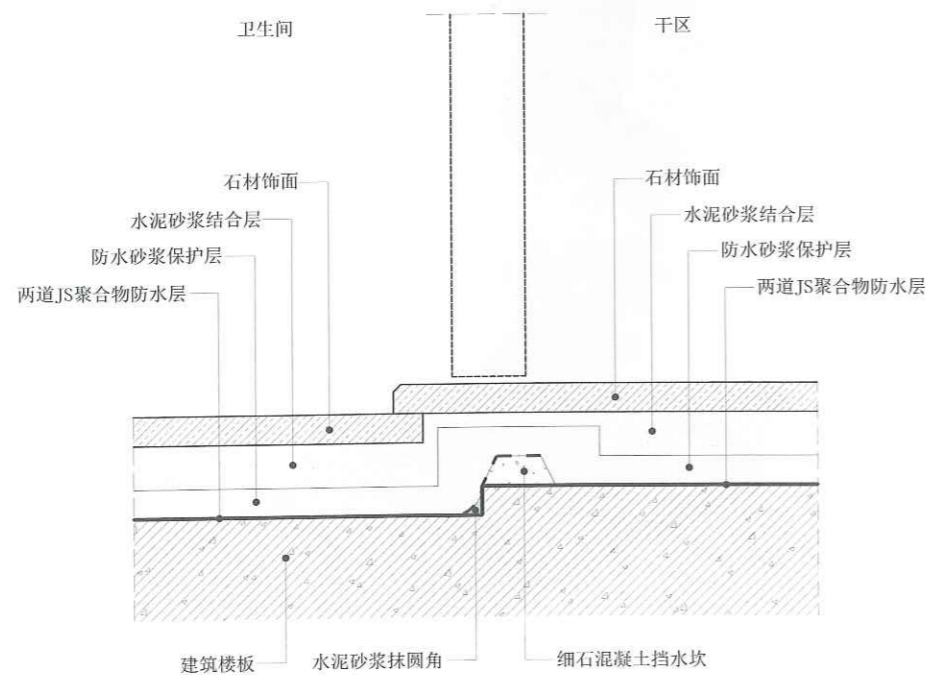 卫生间
干区
石材饰面
水泥砂浆结合层
防水砂浆保护层
两道JS聚合物防水层
石材饰面
水泥砂浆结合层
防水砂浆保护层
两道JS聚合物防水层
建筑楼板
水泥砂浆抹圆角
细石混凝土挡水坎